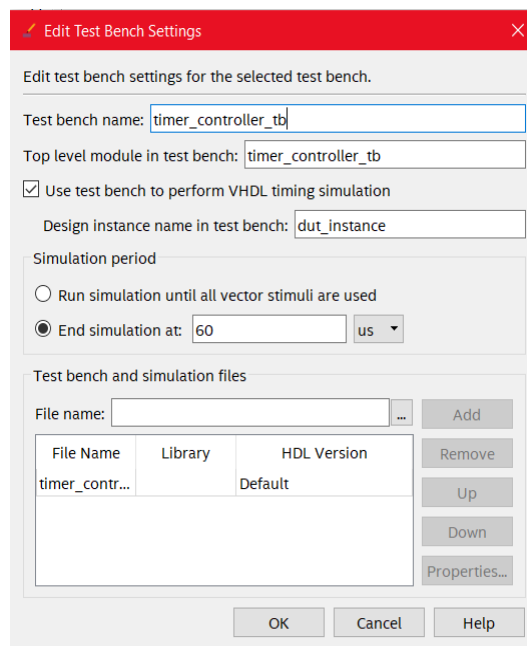 Edit Test Bench Settings
Edit test bench settings for the selected test bench.
Test bench name: timer_controller_tb
Top level module in test bench: timer_controller_tb
Use test bench to perform VHDL timing simulation
Design instance name in test bench: dut_instance
Simulation period
Run simulation until all vector stimuli are used
End simulation at: 60 us
Test bench and simulation files
File name: ... Add
File Name Library HDL Version Remove
timer_contr... Default
Up
Down
Properties...
OK Cancel Help